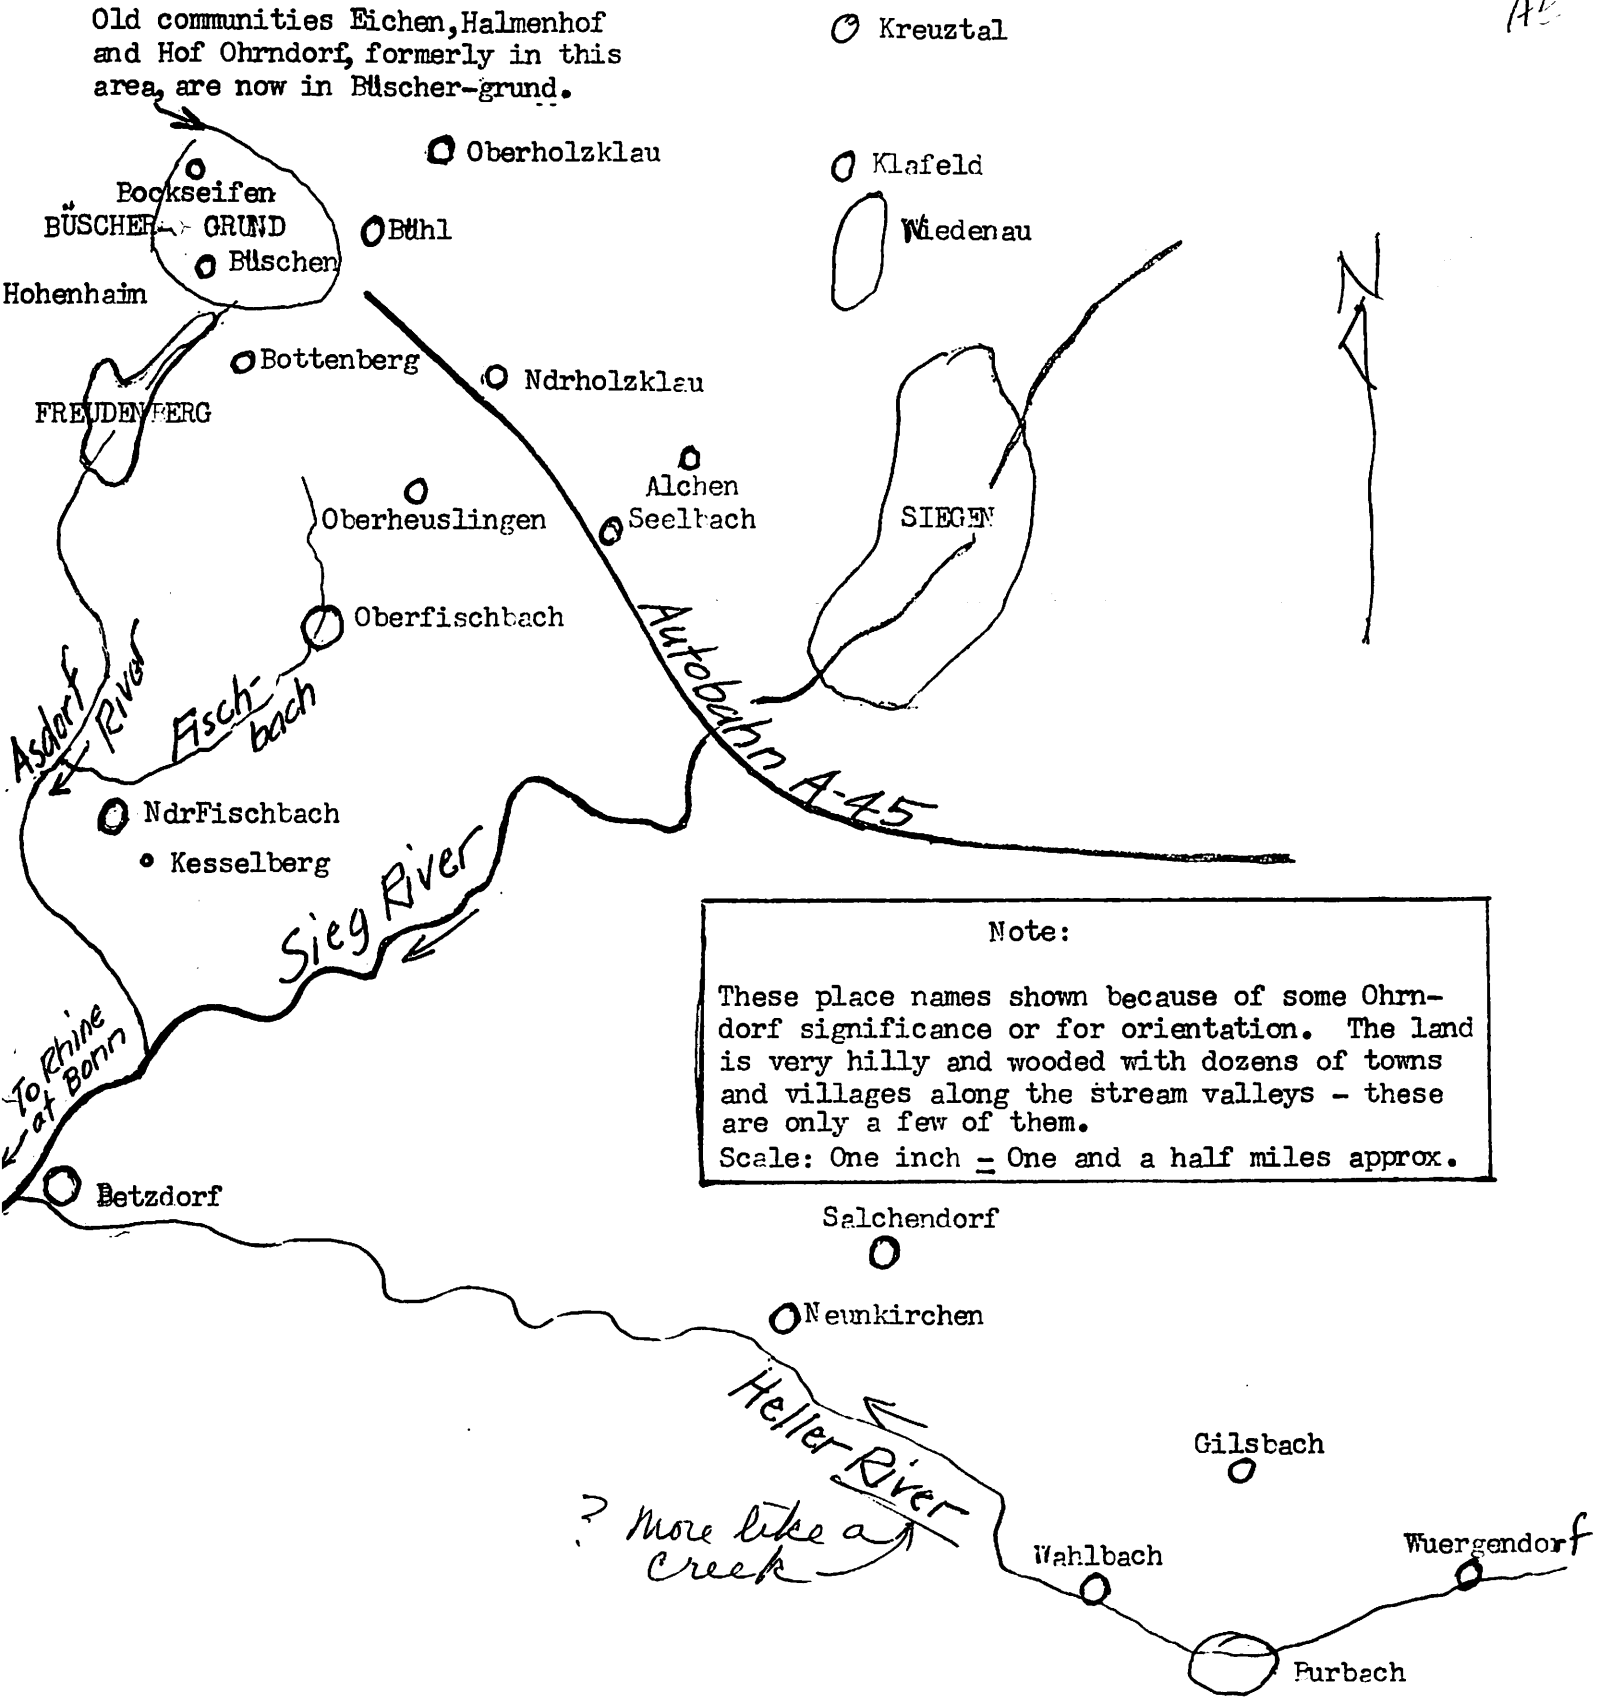 Old communities Eichen, Halmenhof
and Hof Ohrndorf, formerly in this
area, are now in Büscher-grund.
Kreuztal
Oberholzklau
Klafeld
Bockseifen
BÜSCHER- GRUND
Bühl
Wiedenau
Büschen
Hohenhaim
N
Bottenberg
Ndrholzklau
FREUDENBERG
Alchen
Oberheuslingen
Seelbach
SIEGEN
Oberfischbach
Autobahn A-45
Asdorf
River
Fisch-
bach
NdrFischbach
Kesselberg
Sieg River
Note:
These place names shown because of some Ohrn-
dorf significance or for orientation. The land
is very hilly and wooded with dozens of towns
and villages along the stream valleys - these
are only a few of them.
Scale: One inch = One and a half miles approx.
To Rhine
at Bonn
Betzdorf
Salchendorf
Neunkirchen
Heller River
Gilsbach
? More like a
creek
Wahlbach
Wuergendorf
Burbach